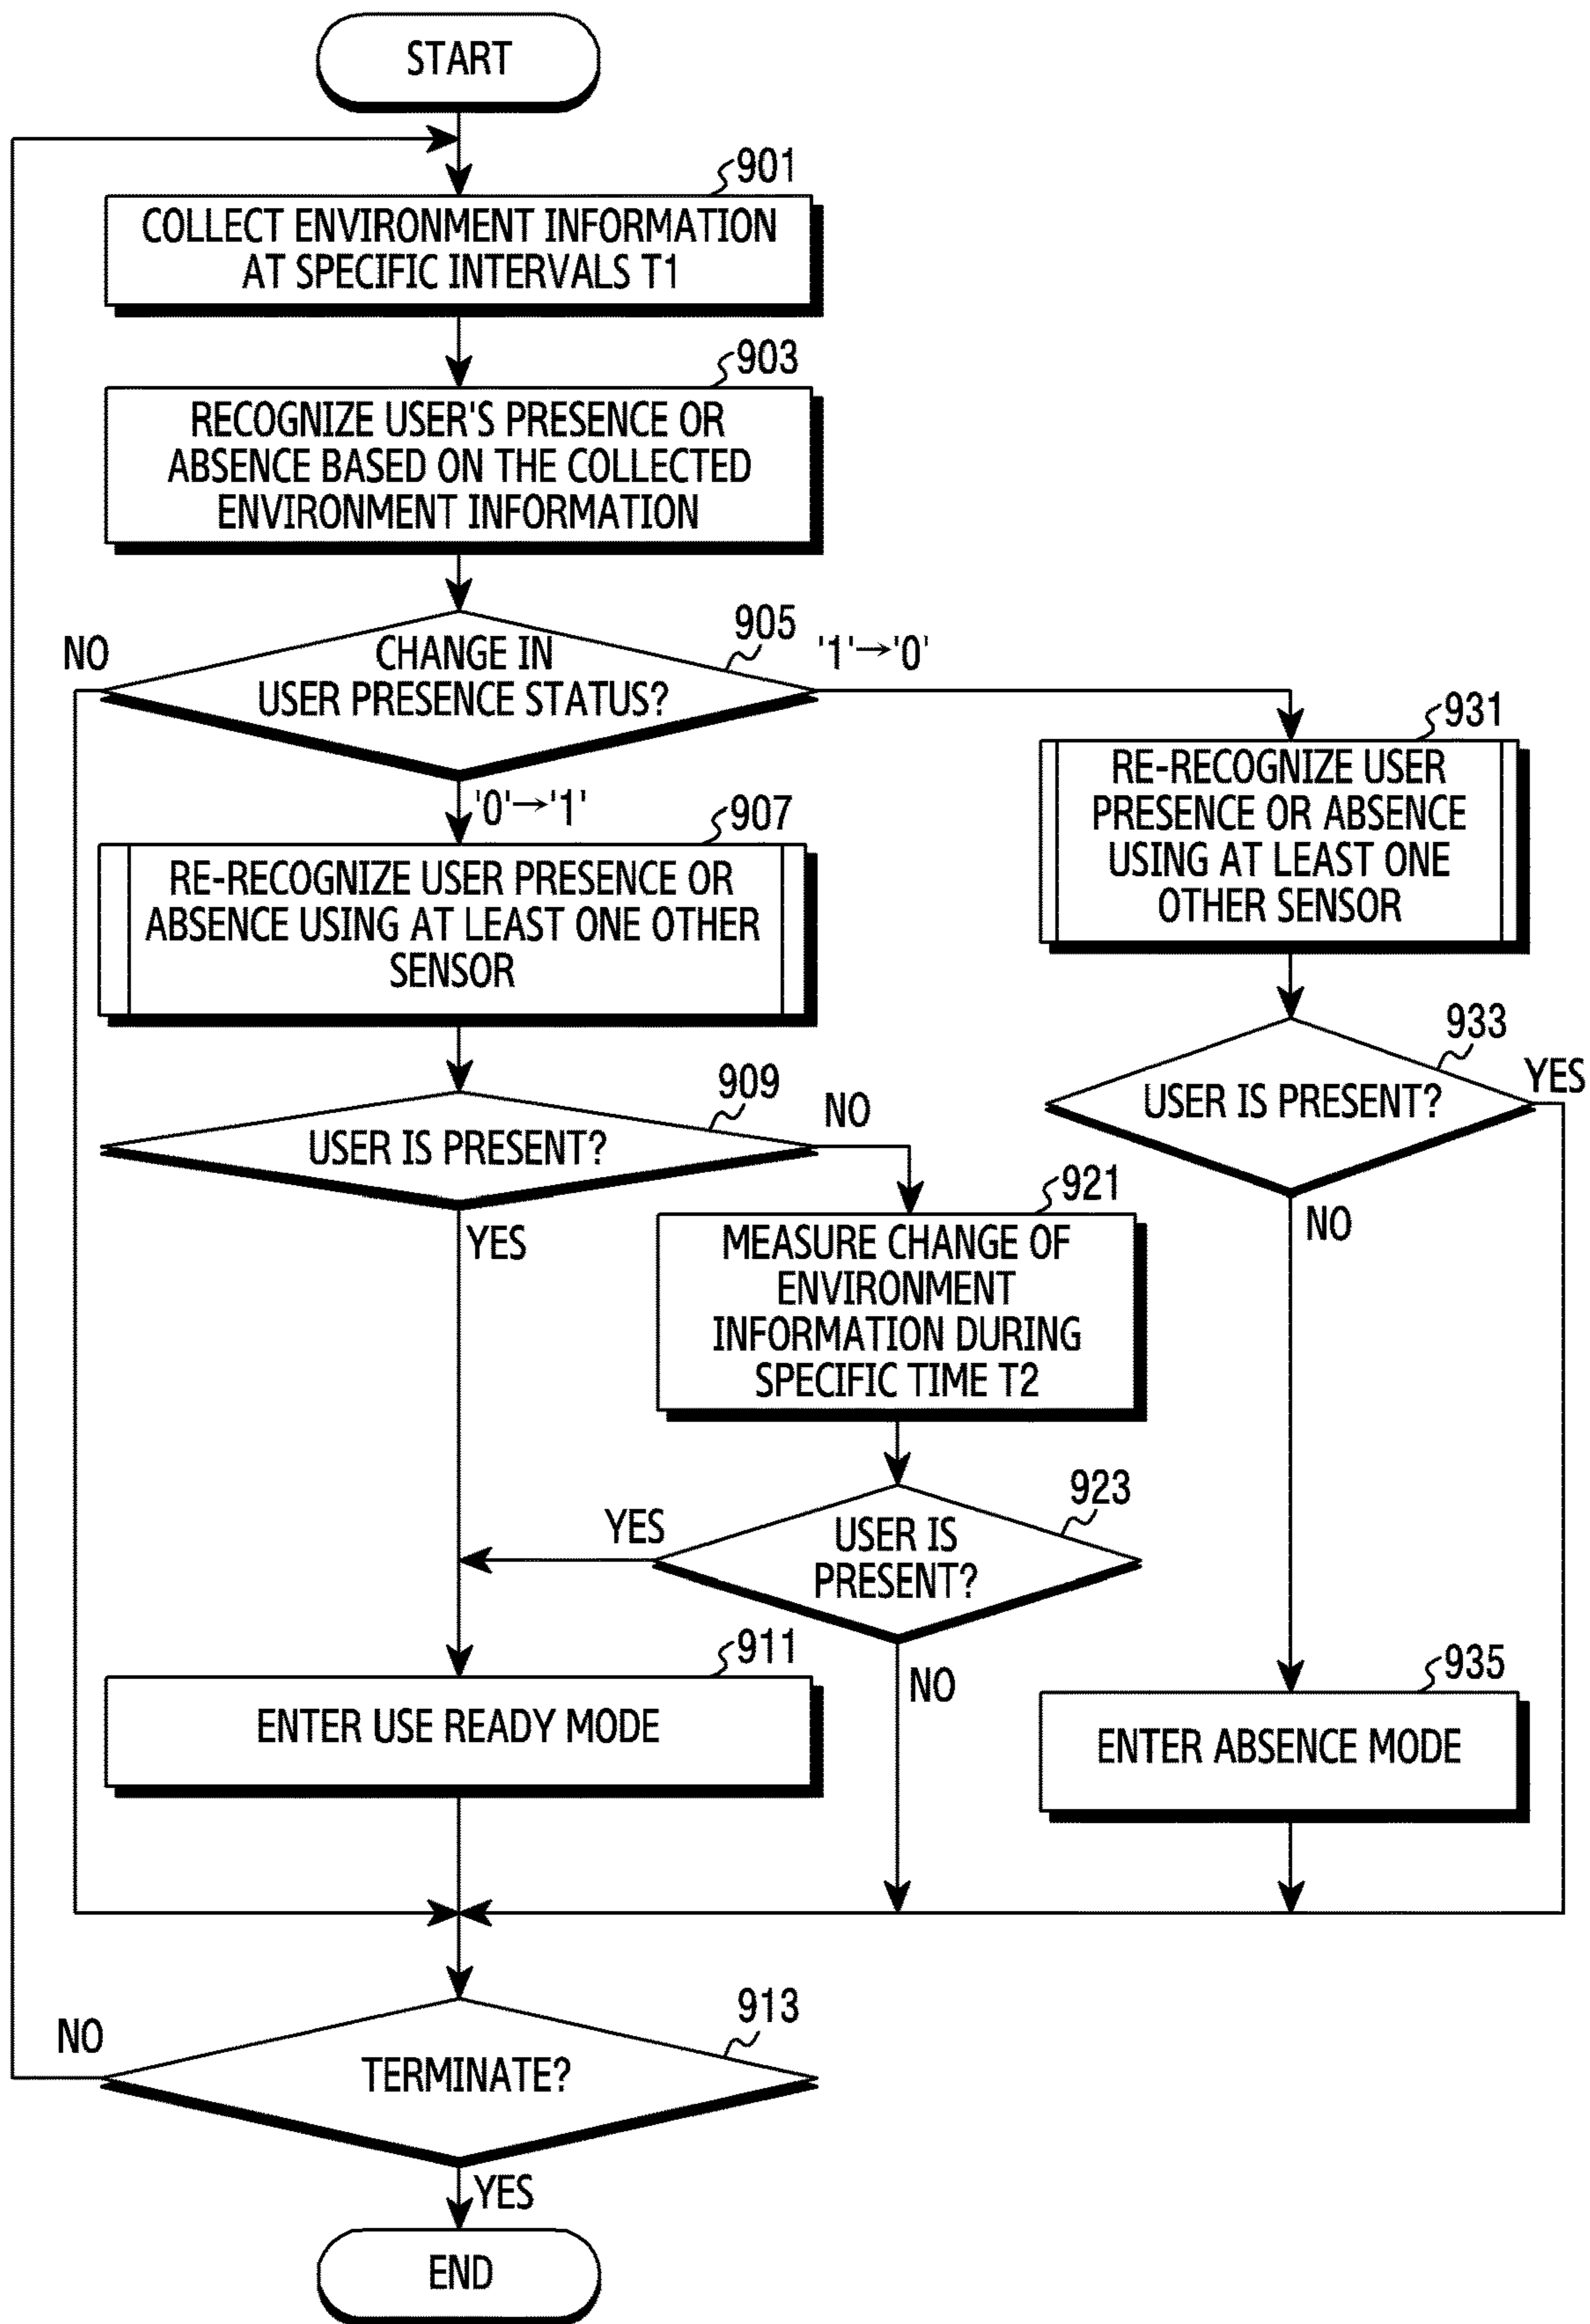 START
901
COLLECT ENVIRONMENT INFORMATION
AT SPECIFIC INTERVALS T1
903
RECOGNIZE USER'S PRESENCE OR
ABSENCE BASED ON THE COLLECTED
ENVIRONMENT INFORMATION
905
NO
'1'→'0'
CHANGE IN
USER PRESENCE STATUS?
'0'→'1'
907
RE-RECOGNIZE USER PRESENCE OR
ABSENCE USING AT LEAST ONE OTHER
SENSOR
931
RE-RECOGNIZE USER
PRESENCE OR ABSENCE
USING AT LEAST ONE
OTHER SENSOR
909
USER IS PRESENT?
NO
YES
933
USER IS PRESENT?
YES
NO
921
MEASURE CHANGE OF
ENVIRONMENT
INFORMATION DURING
SPECIFIC TIME T2
923
USER IS
PRESENT?
YES
NO
911
ENTER USE READY MODE
935
ENTER ABSENCE MODE
913
NO
TERMINATE?
YES
END